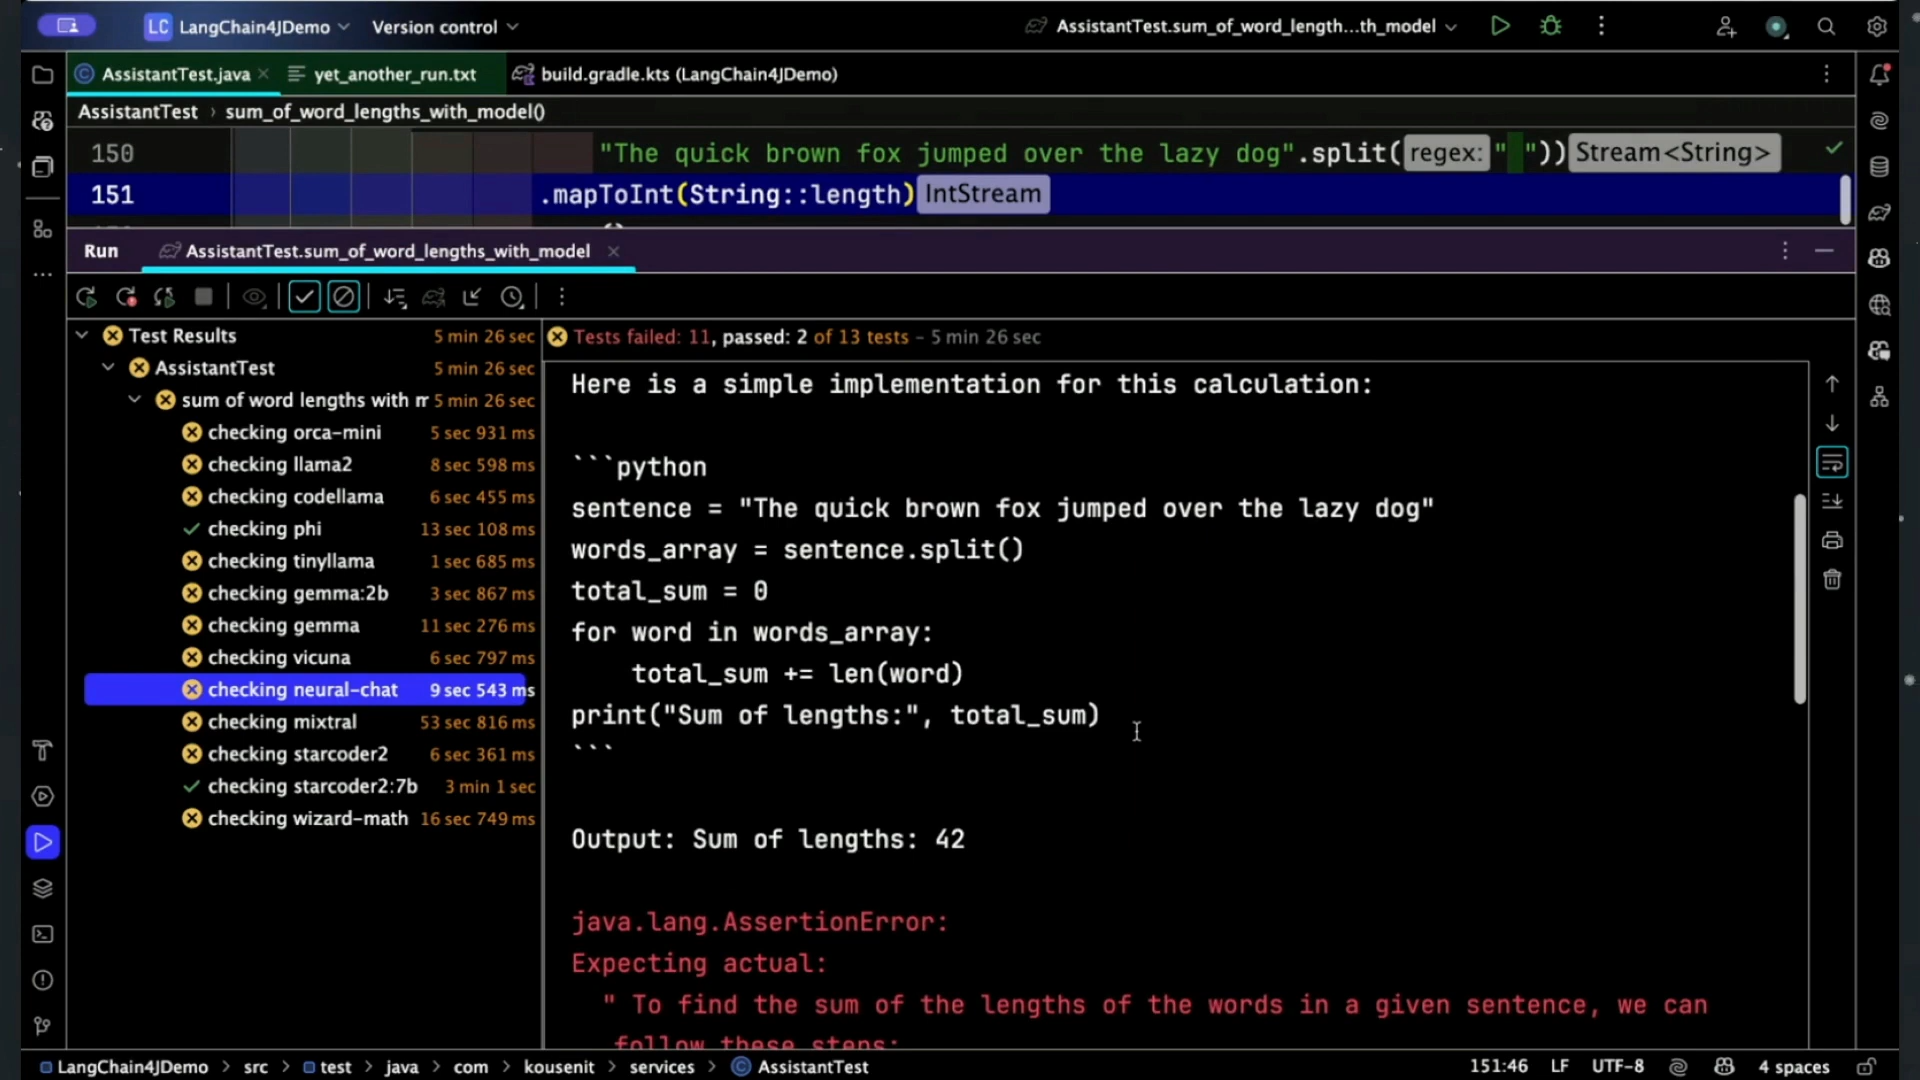 LC LangChain4JDemo Version control AssistantTest.sum_of_word_length...th_model
AssistantTest.java yet_another_run.txt build.gradle.kts (LangChain4JDemo)
AssistantTest › sum_of_word_lengths_with_model()
150 "The quick brown fox jumped over the lazy dog".split( regex: " ")) Stream<String>
151 .mapToInt(String::length) IntStream
Run AssistantTest.sum_of_word_lengths_with_model
Test Results 5 min 26 sec
AssistantTest 5 min 26 sec
sum of word lengths with m 5 min 26 sec
checking orca-mini 5 sec 931 ms
checking llama2 8 sec 598 ms
checking codellama 6 sec 455 ms
checking phi 13 sec 108 ms
checking tinyllama 1 sec 685 ms
checking gemma:2b 3 sec 867 ms
checking gemma 11 sec 276 ms
checking vicuna 6 sec 797 ms
checking neural-chat 9 sec 543 ms
checking mixtral 53 sec 816 ms
checking starcoder2 6 sec 361 ms
checking starcoder2:7b 3 min 1 sec
checking wizard-math 16 sec 749 ms
Tests failed: 11, passed: 2 of 13 tests – 5 min 26 sec
Here is a simple implementation for this calculation:
```python
sentence = "The quick brown fox jumped over the lazy dog"
words_array = sentence.split()
total_sum = 0
for word in words_array:
    total_sum += len(word)
print("Sum of lengths:", total_sum)
```
Output: Sum of lengths: 42
java.lang.AssertionError:
Expecting actual:
" To find the sum of the lengths of the words in a given sentence, we can
follow these steps:
LangChain4JDemo > src > test > java > com > kousenit > services > AssistantTest
151:46 LF UTF-8 4 spaces